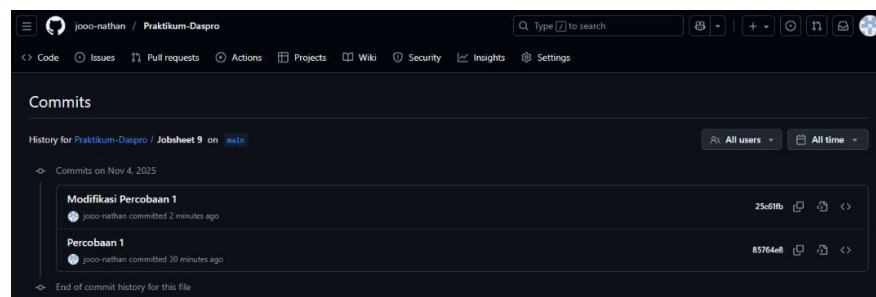 jooo-nathan / Praktikum-Daspro
Type / to search
Code Issues Pull requests Actions Projects Wiki Security Insights Settings
Commits
History for Praktikum-Daspro / Jobsheet 9 on main
All users All time
Commits on Nov 4, 2025
Modifikasi Percobaan 1
25c61fb
jooo-nathan committed 2 minutes ago
Percobaan 1
85764e8
jooo-nathan committed 30 minutes ago
End of commit history for this file